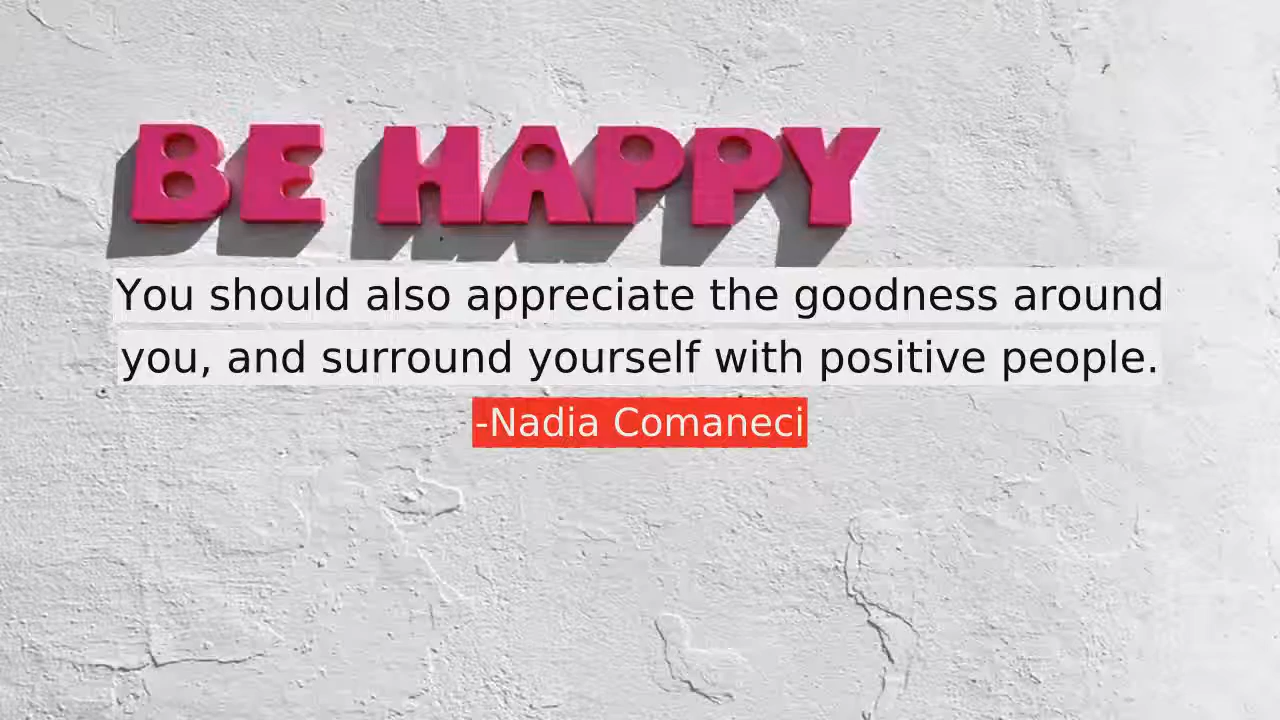 BE HAPPY
You should also appreciate the goodness around
you, and surround yourself with positive people.
-Nadia Comaneci